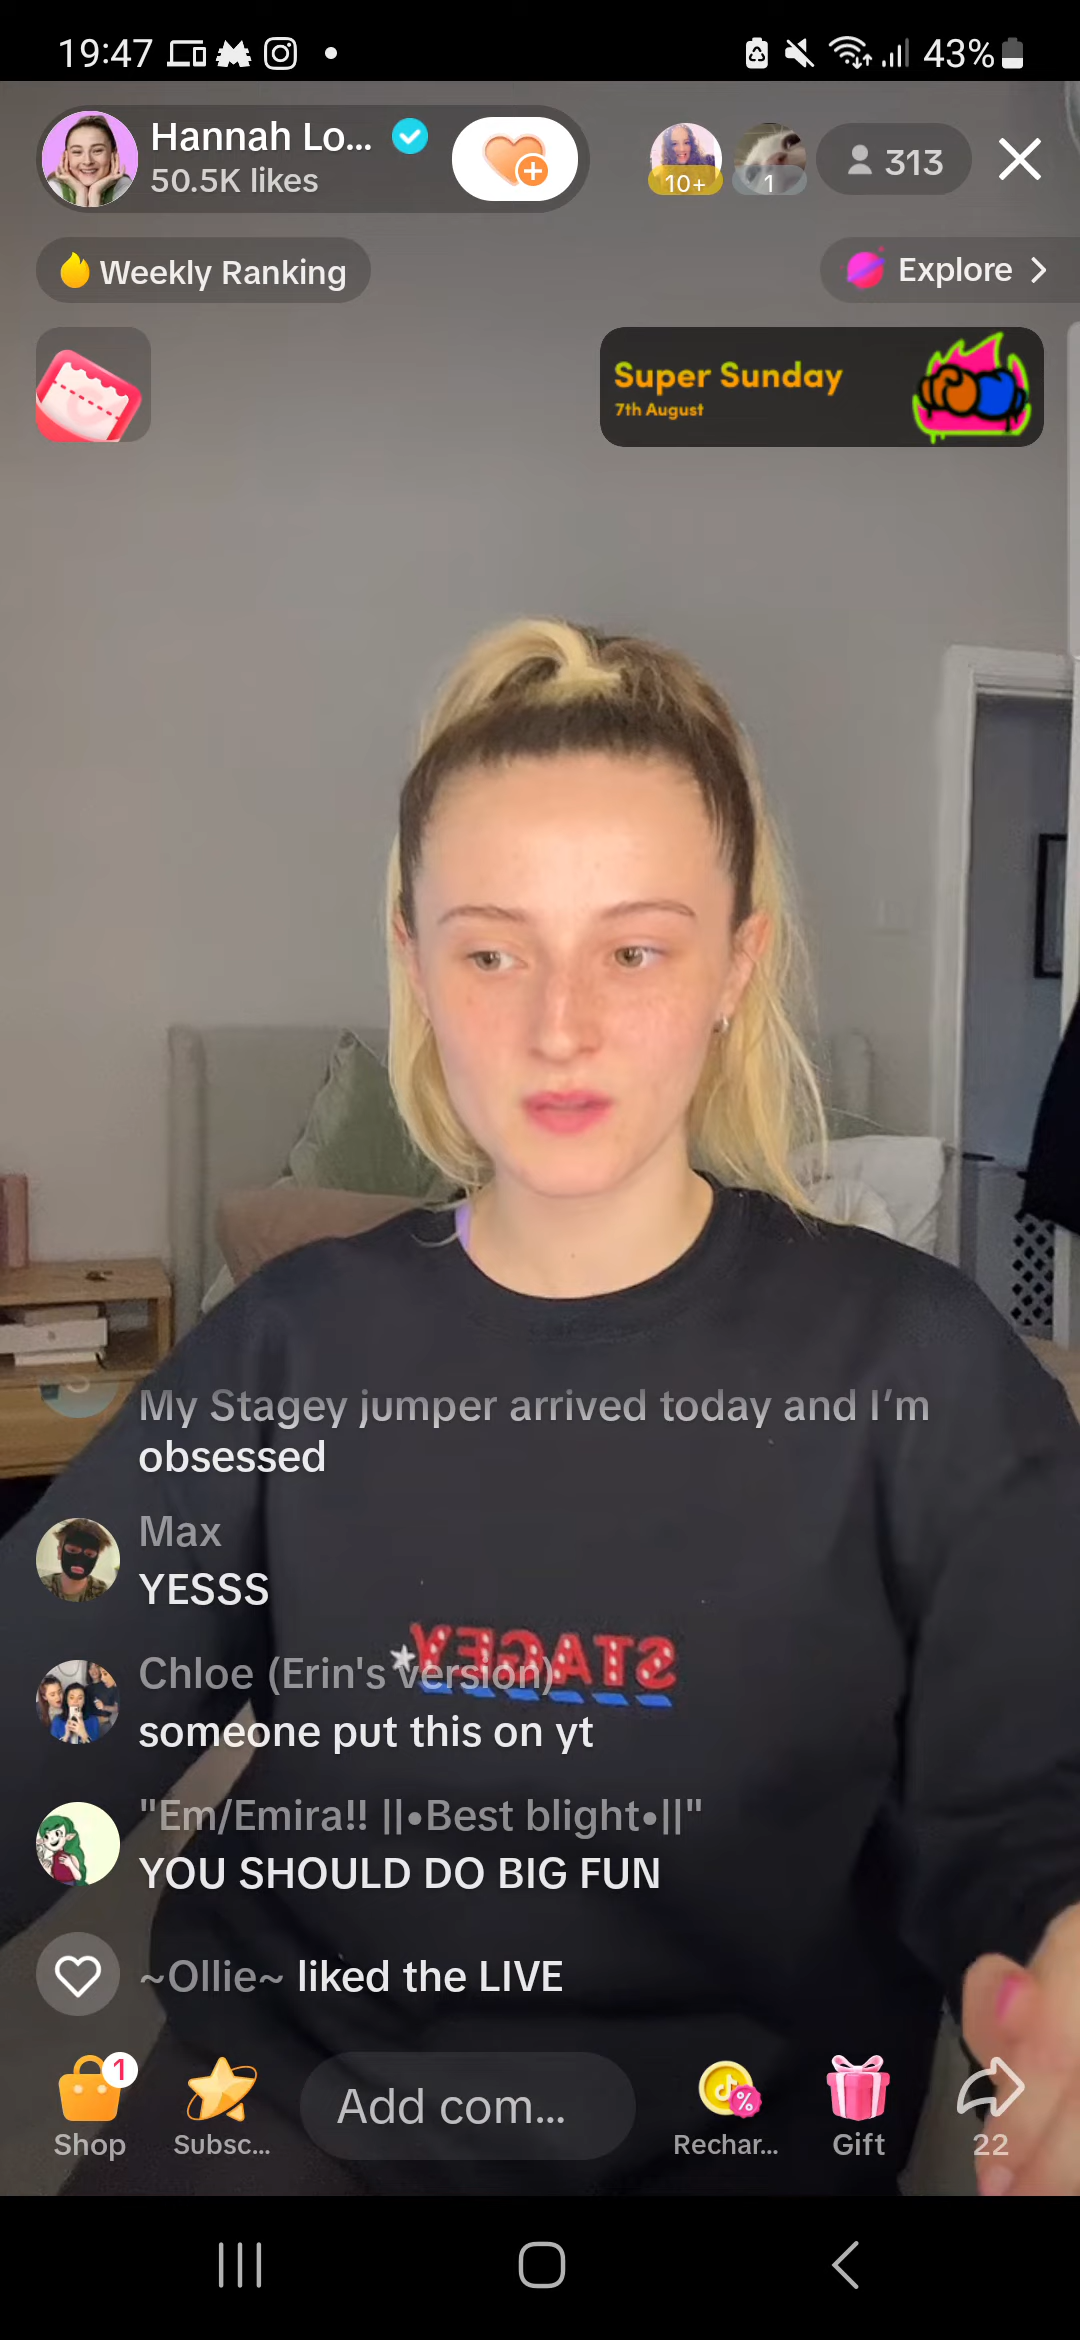 19:47
43%
Hannah Lo...
50.5K likes
10+
1
313
Weekly Ranking
Explore
Super Sunday
7th August
My Stagey jumper arrived today and I’m
obsessed
Max
YESSS
STAGEY
Chloe (Erin's version)
someone put this on yt
"Em/Emira!! ||•Best blight•||"
YOU SHOULD DO BIG FUN
~Ollie~ liked the LIVE
1
Shop
Subsc...
Add com...
%
Rechar...
Gift
22